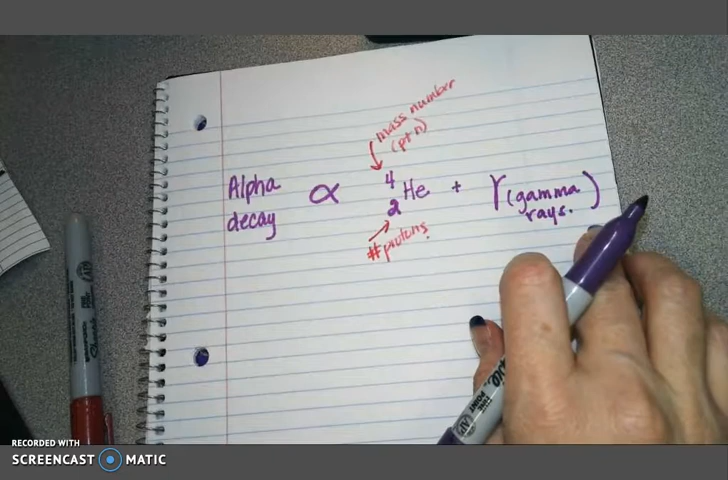 mass number
(p+n)
Alpha
decay
α
4
2
He
+
γ (gamma
rays.)
#protons
RECORDED WITH
SCREENCAST MATIC